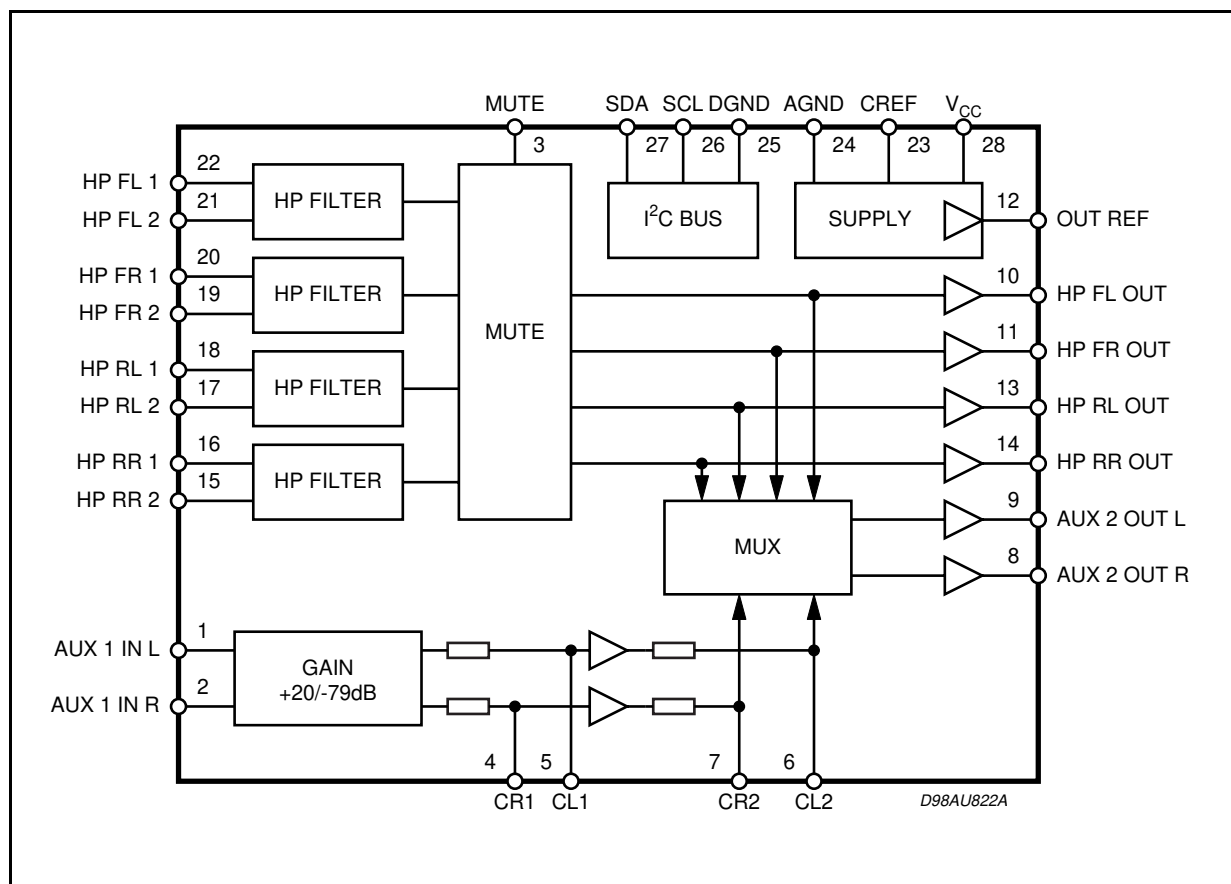 MUTE SDA SCL DGND AGND CREF VCC
3 27 26 25 24 23 28
HP FL 1 22
HP FL 2 21
HP FILTER
HP FR 1 20
HP FR 2 19
HP FILTER
HP RL 1 18
HP RL 2 17
HP FILTER
HP RR 1 16
HP RR 2 15
HP FILTER
MUTE
I2C BUS
SUPPLY
12 OUT REF
10 HP FL OUT
11 HP FR OUT
13 HP RL OUT
14 HP RR OUT
MUX
9 AUX 2 OUT L
8 AUX 2 OUT R
AUX 1 IN L 1
AUX 1 IN R 2
GAIN
+20/-79dB
4 5 7 6
CR1 CL1 CR2 CL2
D98AU822A